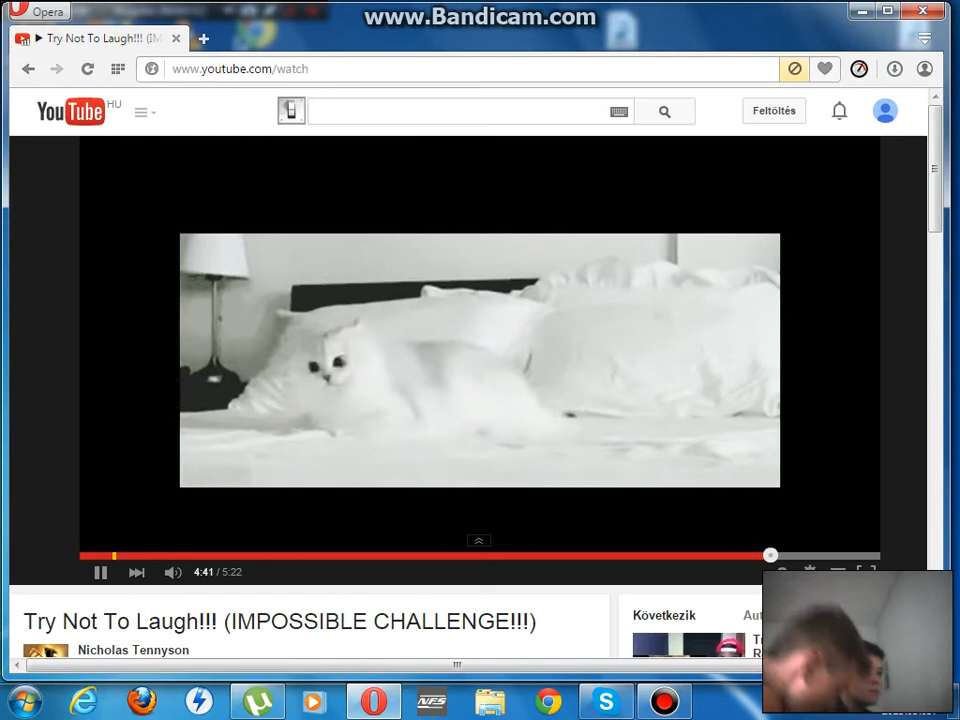 www.Bandicam.com
Opera
▶ Try Not To Laugh!!! (IM
www.youtube.com/watch
YouTube HU
Feltöltés
4:41 / 5:22
Try Not To Laugh!!! (IMPOSSIBLE CHALLENGE!!!)
Következik
Aut
Nicholas Tennyson
NFS